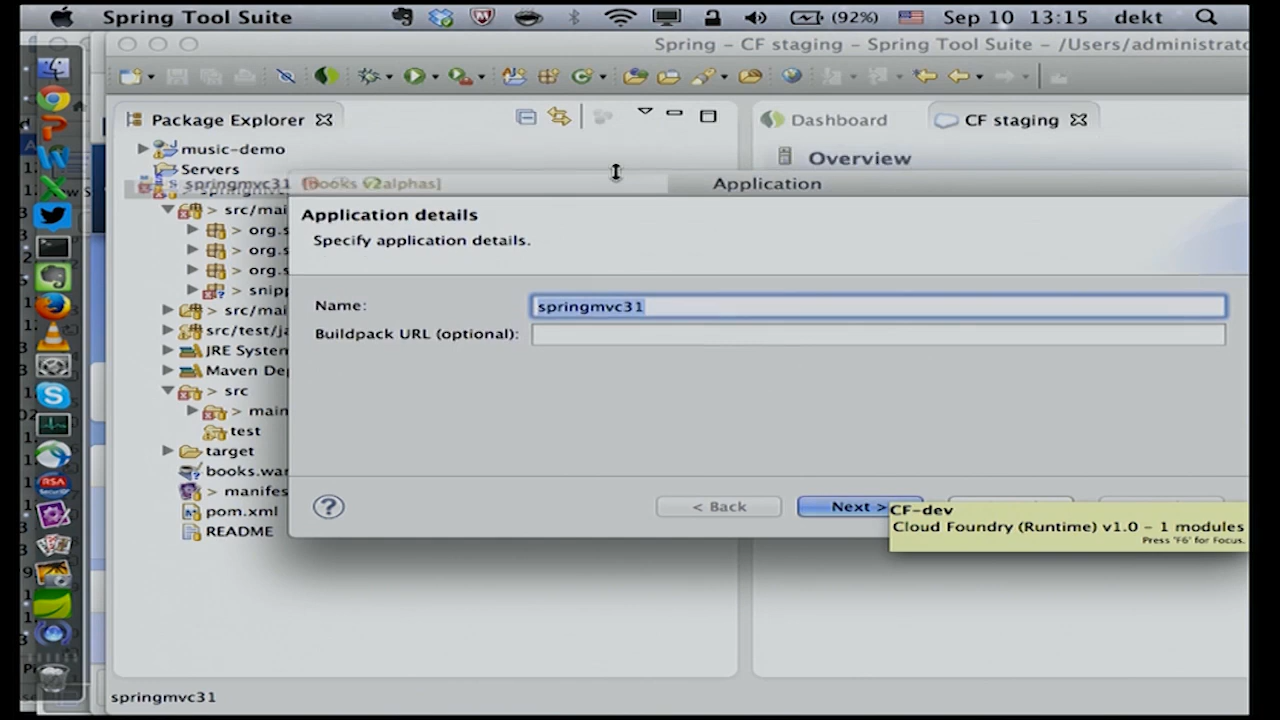 Spring Tool Suite
(92%)
Sep 10 13:15 dekt
Spring – CF staging – Spring Tool Suite – /Users/administrato
Package Explorer
Dashboard
CF staging
music-demo
Overview
Servers
springmvc31 [Books v2alphas]
Application
> src/mai
Application details
> org.s
Specify application details.
> org.s
> org.s
> snipp
Name:
springmvc31
> src/mai
Buildpack URL (optional):
src/test/ja
JRE System
Maven Dep
> src
> main
test
target
books.war
> manifes
pom.xml
README
?
< Back
Next >
CF-dev
Cloud Foundry (Runtime) v1.0 – 1 modules
Press 'F6' for Focus.
springmvc31